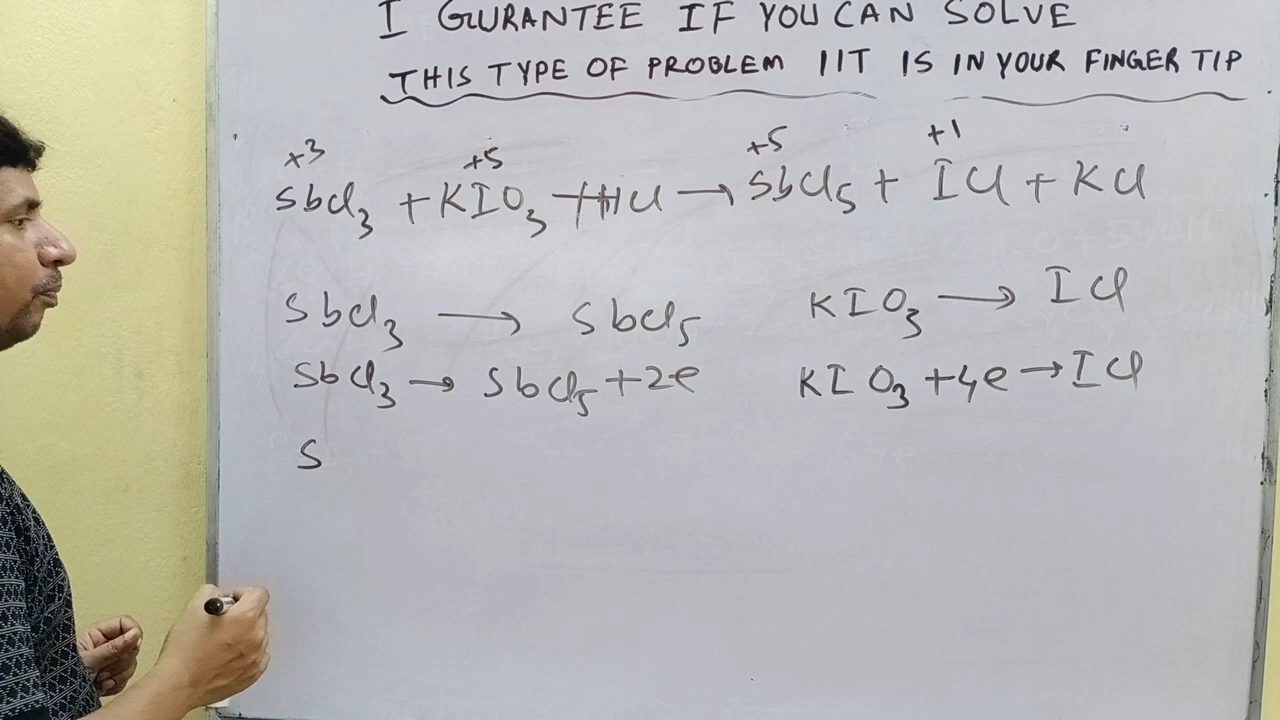 I GURANTEE IF YOU CAN SOLVE
THIS TYPE OF PROBLEM IIT IS IN YOUR FINGER TIP
+3 +5 +5 +1
SbCl₃ + KIO₃ + HCl → SbCl₅ + ICl + KCl
SbCl₃ → SbCl₅ KIO₃ → ICl
SbCl₃ → SbCl₅ + 2e KIO₃ + 4e → ICl
S